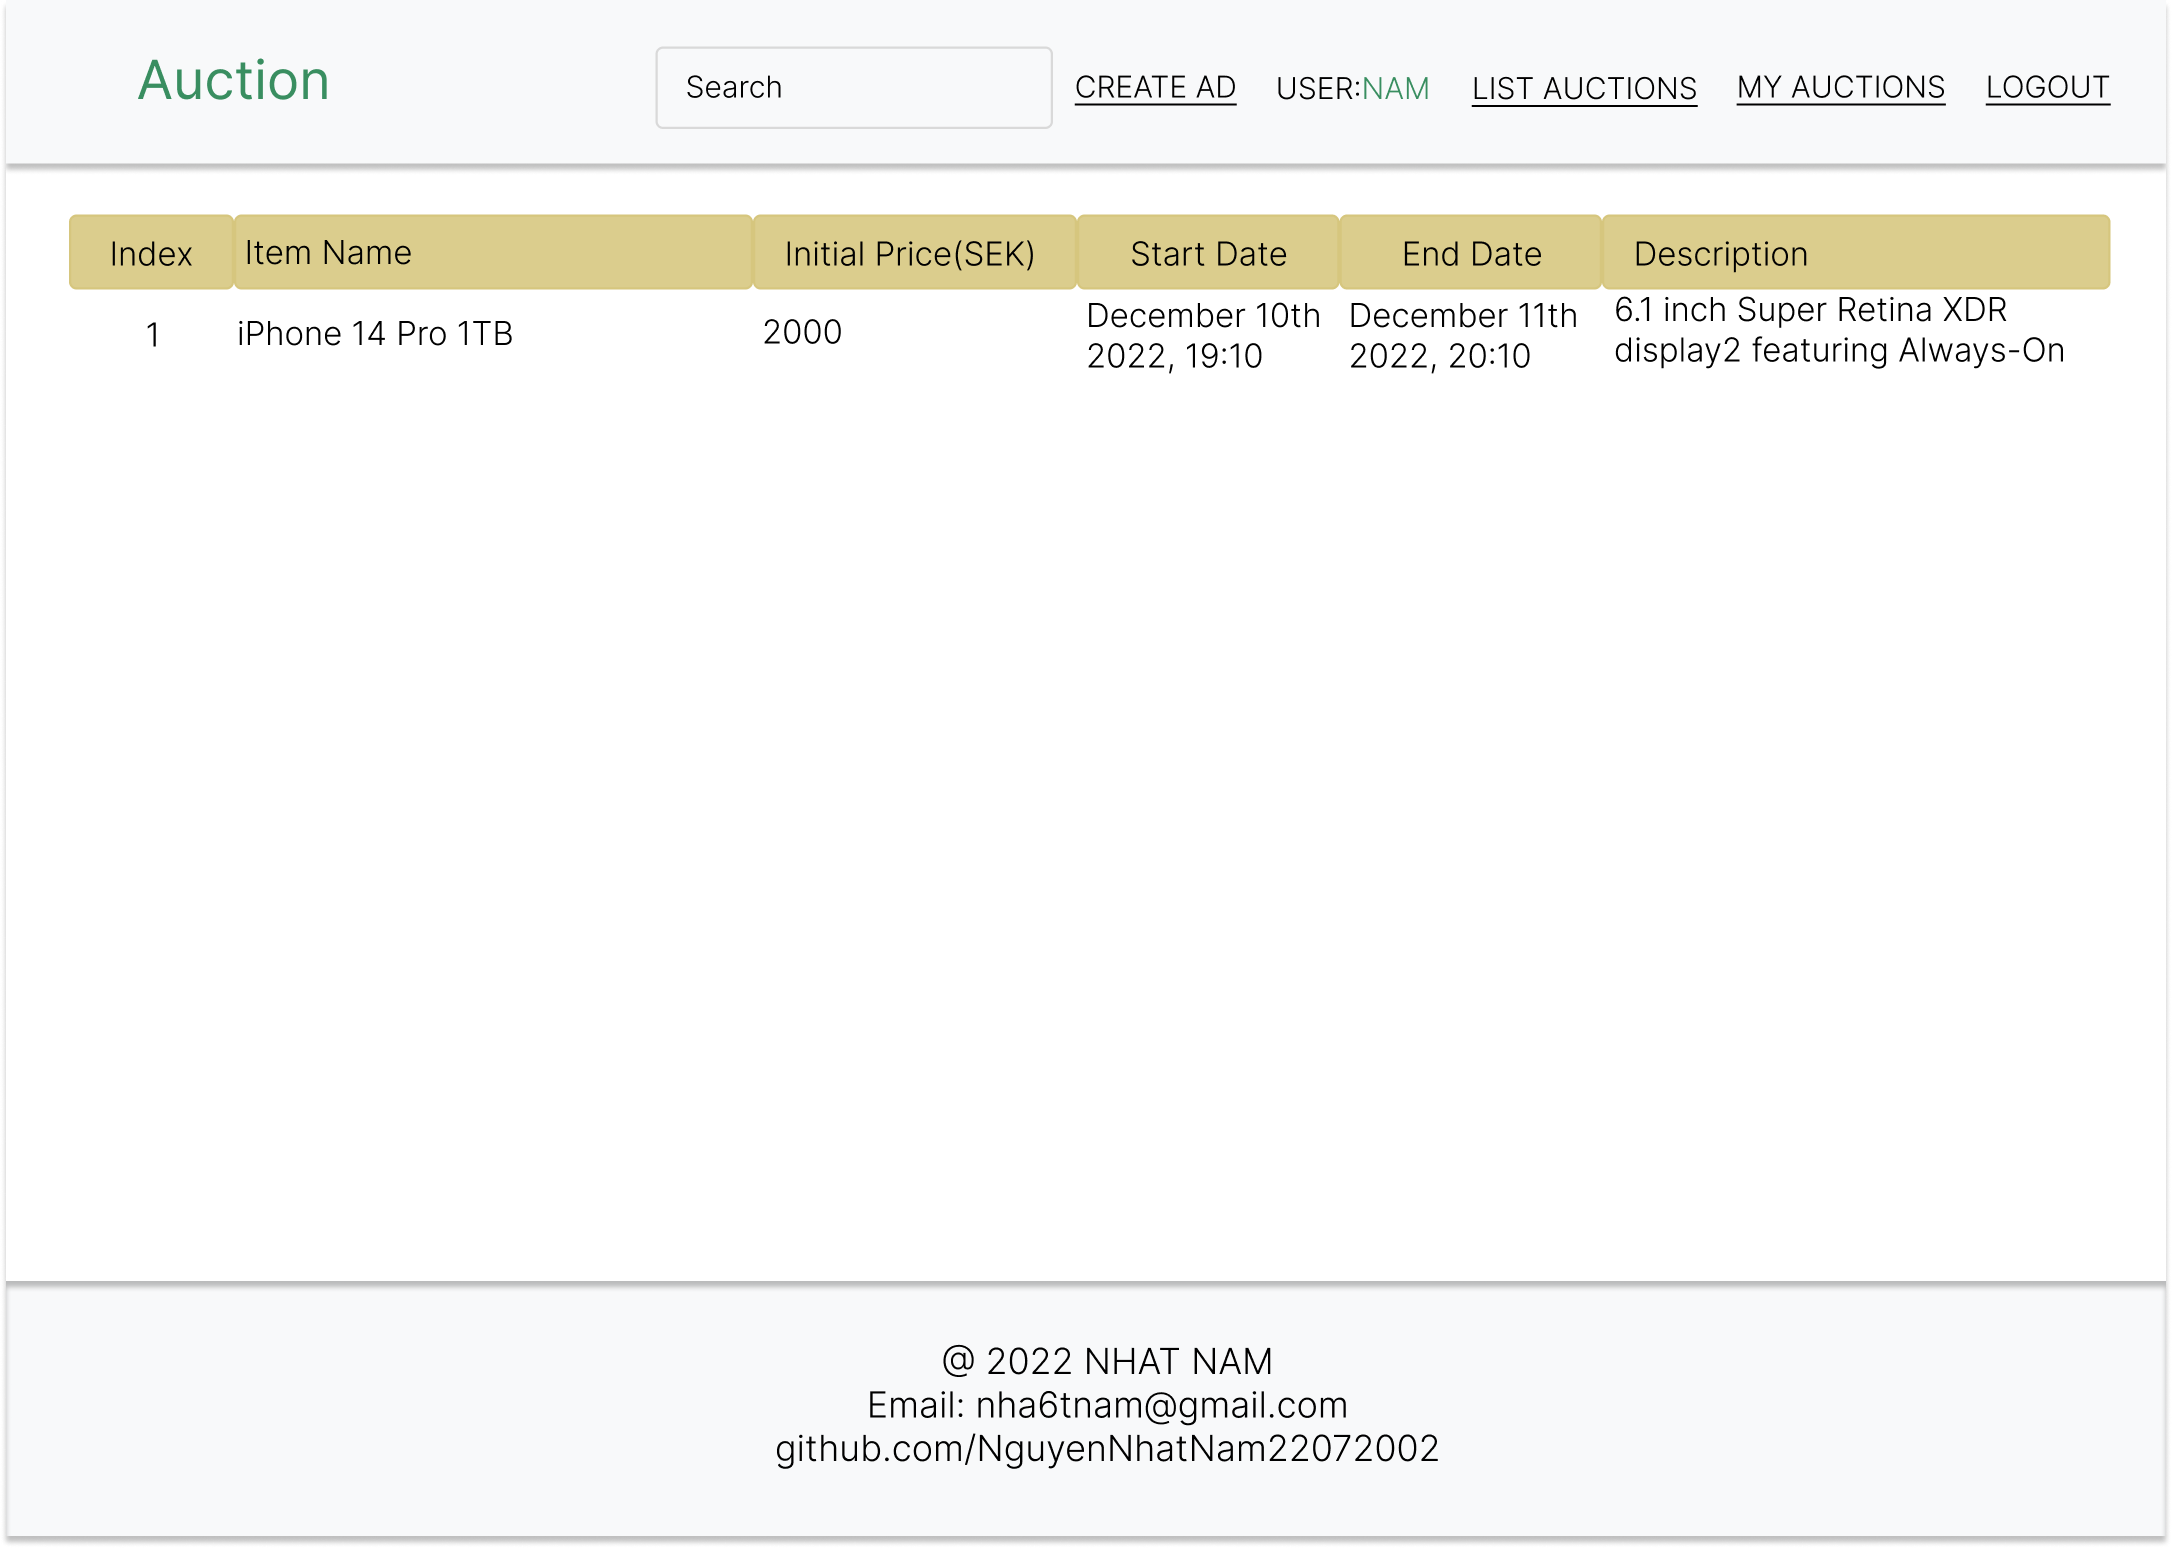 Auction
Search
CREATE AD
USER:NAM
LIST AUCTIONS
MY AUCTIONS
LOGOUT
Index
Item Name
Initial Price(SEK)
Start Date
End Date
Description
1
iPhone 14 Pro 1TB
2000
December 10th
2022, 19:10
December 11th
2022, 20:10
6.1 inch Super Retina XDR
display2 featuring Always-On
@ 2022 NHAT NAM
Email: nha6tnam@gmail.com
github.com/NguyenNhatNam22072002